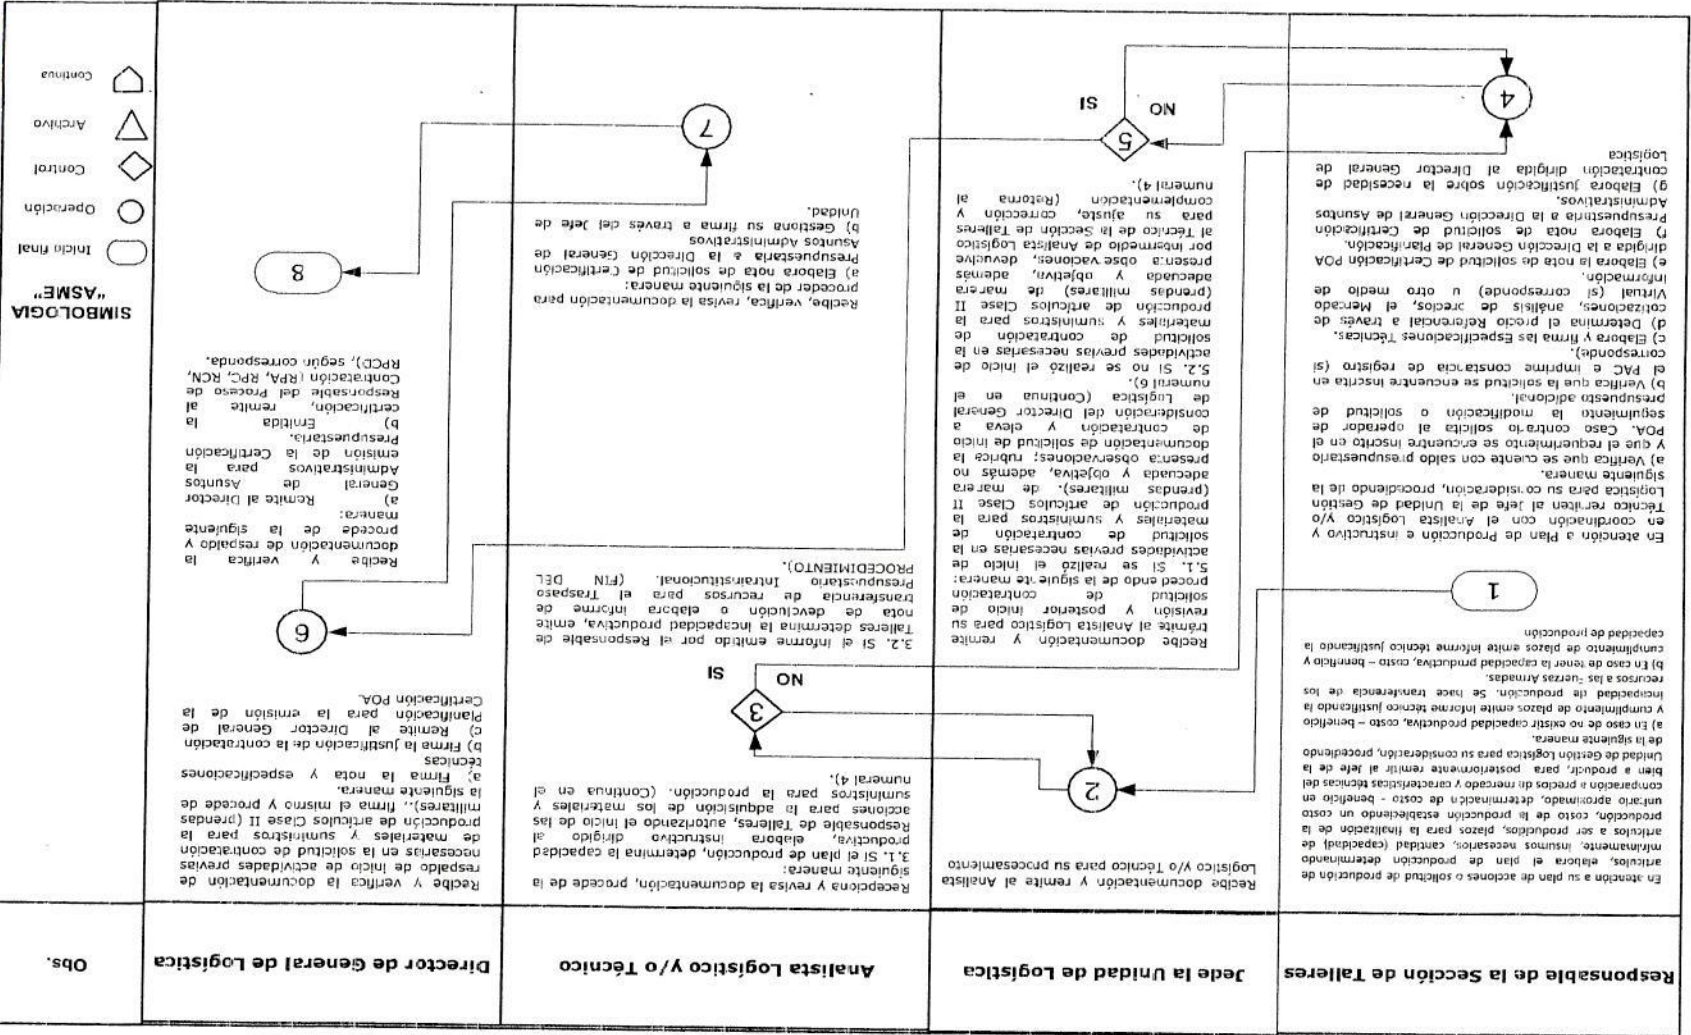 Responsable de la Sección de Talleres
Jede la Unidad de Logística
Analista Logístico y/o Técnico
Director de General de Logística
Obs.
En atención a su plan de acciones o solicitud de producción de
artículos, elabora el plan de producción determinando
mínimamente, insumos necesarios, cantidad (capacidad) de
artículos a ser producidos, plazos para la finalización de la
producción, costo de la producción estableciendo un costo
unitario aproximado, determinación de costo - beneficio en
comparación a precios de mercado y características técnicas del
bien a producir, para posteriormente remitir al Jefe de la
Unidad de Gestión Logística para su consideración, procediendo
de la siguiente manera.
a) En caso de no existir capacidad productiva, costo – beneficio
y cumplimiento de plazos emite informe técnico justificando la
incapacidad de producción. Se hace transferencia de los
recursos a las Fuerzas Armadas.
b) En caso de tener la capacidad productiva, costo – beneficio y
cumplimiento de plazos emite informe técnico justificando la
capacidad de producción
1
En atención a Plan de Producción e instructivo y
en coordinación con el Analista Logístico y/o
Técnico remiten al Jefe de la Unidad de Gestión
Logística para su consideración, procediendo de la
siguiente manera.
a) Verifica que se cuente con saldo presupuestario
y que el requerimiento se encuentre inscrito en el
POA. Caso contrario solicita al operador de
seguimiento la modificación o solicitud de
presupuesto adicional.
b) Verifica que la solicitud se encuentre inscrita en
el PAC e imprime constancia de registro (si
corresponde).
c) Elabora y firma las Especificaciones Técnicas.
d) Determina el precio Referencial a través de
cotizaciones, análisis de precios, el Mercado
Virtual (si corresponde) u otro medio de
información.
e) Elabora la nota de solicitud de Certificación POA
dirigida a la Dirección General de Planificación.
f) Elabora nota de solicitud de Certificación
Presupuestaria a la Dirección General de Asuntos
Administrativos.
g) Elabora justificación sobre la necesidad de
contratación dirigida al Director General de
Logística
4
Recibe documentación y remite al Analista
Logístico y/o Técnico para su procesamiento
2
Recibe documentación y remite
trámite al Analista Logístico para su
revisión y posterior inicio de
solicitud de contratación
procediendo de la siguiente manera:
5.1. Si se realizó el inicio de
actividades previas necesarias en la
solicitud de contratación de
materiales y suministros para la
producción de artículos Clase II
(prendas militares). de manera
adecuada y objetiva, además no
presenta observaciones; rubrica la
documentación de solicitud de inicio
de contratación y eleva a
consideración del Director General
de Logística (Continua en el
numeral 6).
5.2. Si no se realizó el inicio de
actividades previas necesarias en la
solicitud de contratación de
materiales y suministros para la
producción de artículos Clase II
(prendas militares) de manera
adecuada y objetiva, además
presenta observaciones, devuelve
por intermedio de Analista Logístico
al Técnico de la Sección de Talleres
para su ajuste, corrección y
complementación (Retorna al
numeral 4).
5
NO
SI
Recepciona y revisa la documentación, procede de la
siguiente manera:
3.1. Si el plan de producción, determina la capacidad
productiva, elabora instructivo dirigido al
Responsable de Talleres, autorizando el inicio de las
acciones para la adquisición de los materiales y
suministros para la producción. (Continua en el
numeral 4).
3
NO
SI
3.2. Si el informe emitido por el Responsable de
Talleres determina la incapacidad productiva, emite
nota de devolución o elabora informe de
transferencia de recursos para el Traspaso
Presupuestario Intrainstitucional. (FIN DEL
PROCEDIMIENTO).
Recibe, verifica, revisa la documentación para
proceder de la siguiente manera:
a) Elabora nota de solicitud de Certificación
Presupuestaria a la Dirección General de
Asuntos Administrativos
b) Gestiona su firma a través del Jefe de
Unidad.
7
Recibe y verifica la documentación de
respaldo de inicio de actividades previas
necesarias en la solicitud de contratación
de materiales y suministros para la
producción de artículos Clase II (prendas
militares)., firma el mismo y procede de
la siguiente manera.
a) Firma la nota y especificaciones
técnicas
b) Firma la justificación de la contratación
c) Remite al Director General de
Planificación para la emisión de la
Certificación POA.
6
Recibe y verifica la
documentación de respaldo y
procede de la siguiente
manera:
a) Remite al Director
General de Asuntos
Administrativos para la
emisión de la Certificación
Presupuestaria.
b) Emitida la
certificación, remite al
Responsable del Proceso de
Contratación (RPA, RPC, RCN,
RPCD), según corresponda.
8
SIMBOLOGIA
"ASME"
Inicio final
Operación
Control
Archivo
Continua